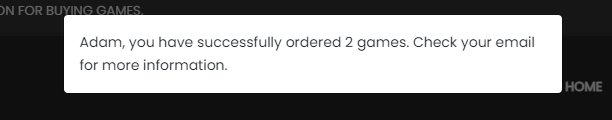 ON FOR BUYING GAMES.
Adam, you have successfully ordered 2 games. Check your email
for more information.
HOME